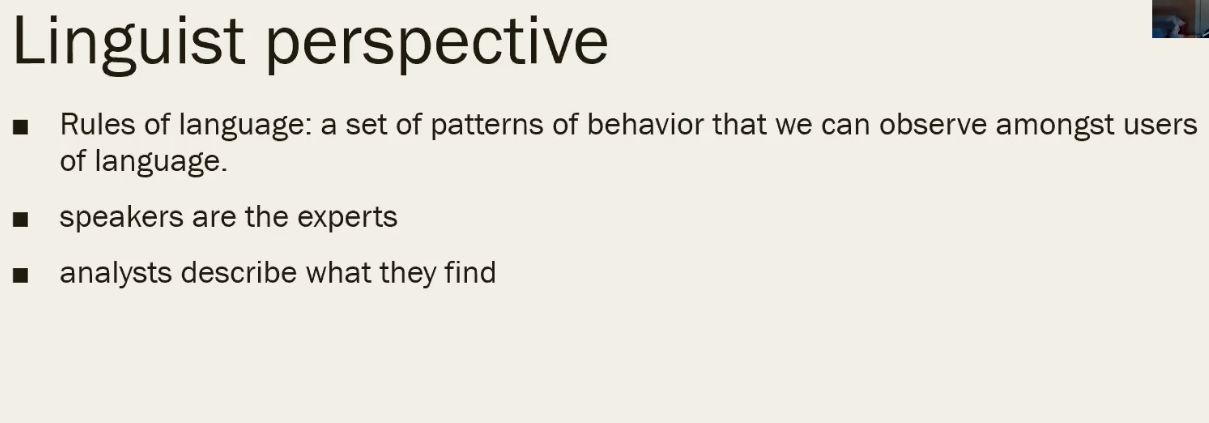 Linguist perspective
■ Rules of language: a set of patterns of behavior that we can observe amongst users
of language.
■ speakers are the experts
■ analysts describe what they find